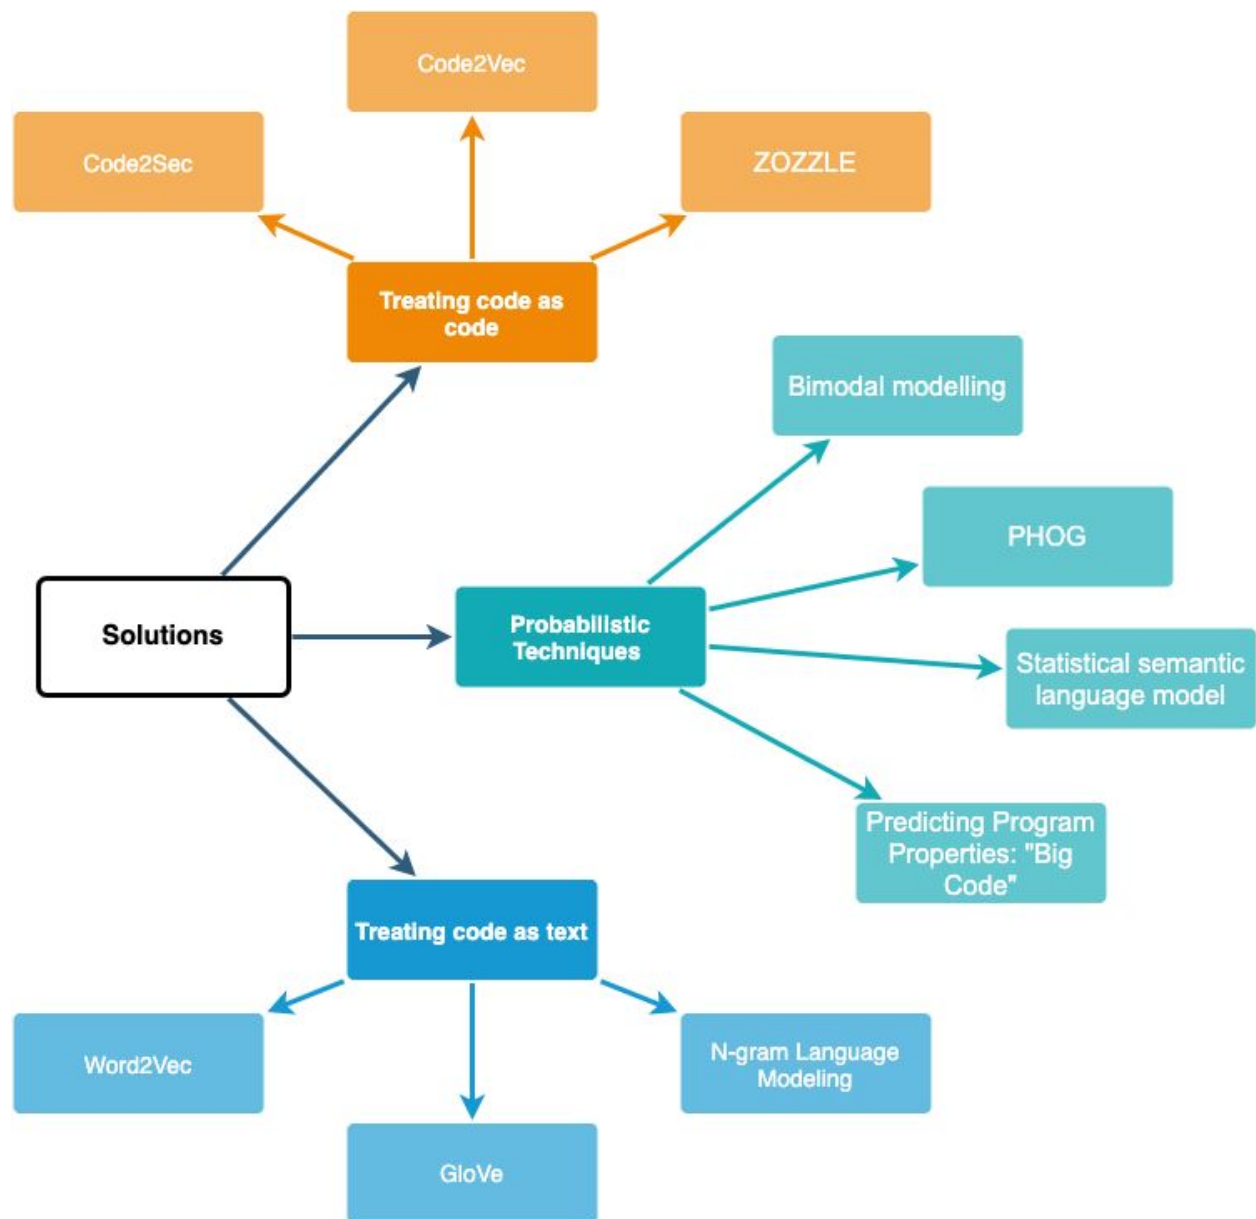 Code2Vec
Code2Sec
ZOZZLE
Treating code as
code
Bimodal modelling
PHOG
Solutions
Probabilistic
Techniques
Statistical semantic
language model
Predicting Program
Properties: "Big
Code"
Treating code as text
Word2Vec
N-gram Language
Modeling
GloVe